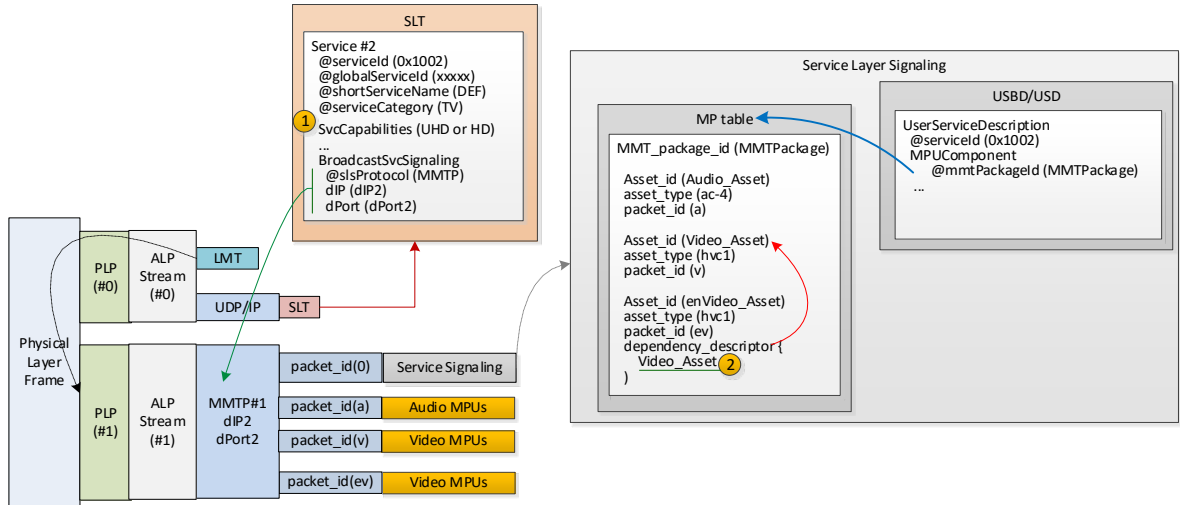 SLT
Service #2
@serviceId (0x1002)
@globalServiceId (xxxxx)
@shortServiceName (DEF)
@serviceCategory (TV)
1
SvcCapabilities (UHD or HD)
...
BroadcastSvcSignaling
@slsProtocol (MMTP)
dIP (dIP2)
dPort (dPort2)
Service Layer Signaling
USBD/USD
UserServiceDescription
@serviceId (0x1002)
MPUComponent
@mmtPackageId (MMTPackage)
...
MP table
MMT_package_id (MMTPackage)
Asset_id (Audio_Asset)
asset_type (ac-4)
packet_id (a)
Asset_id (Video_Asset)
asset_type (hvc1)
packet_id (v)
Asset_id (enVideo_Asset)
asset_type (hvc1)
packet_id (ev)
dependency_descriptor {
Video_Asset
2
)
Physical
Layer
Frame
PLP
(#0)
ALP
Stream
(#0)
LMT
UDP/IP
SLT
PLP
(#1)
ALP
Stream
(#1)
MMTP#1
dIP2
dPort2
packet_id(0)
Service Signaling
packet_id(a)
Audio MPUs
packet_id(v)
Video MPUs
packet_id(ev)
Video MPUs